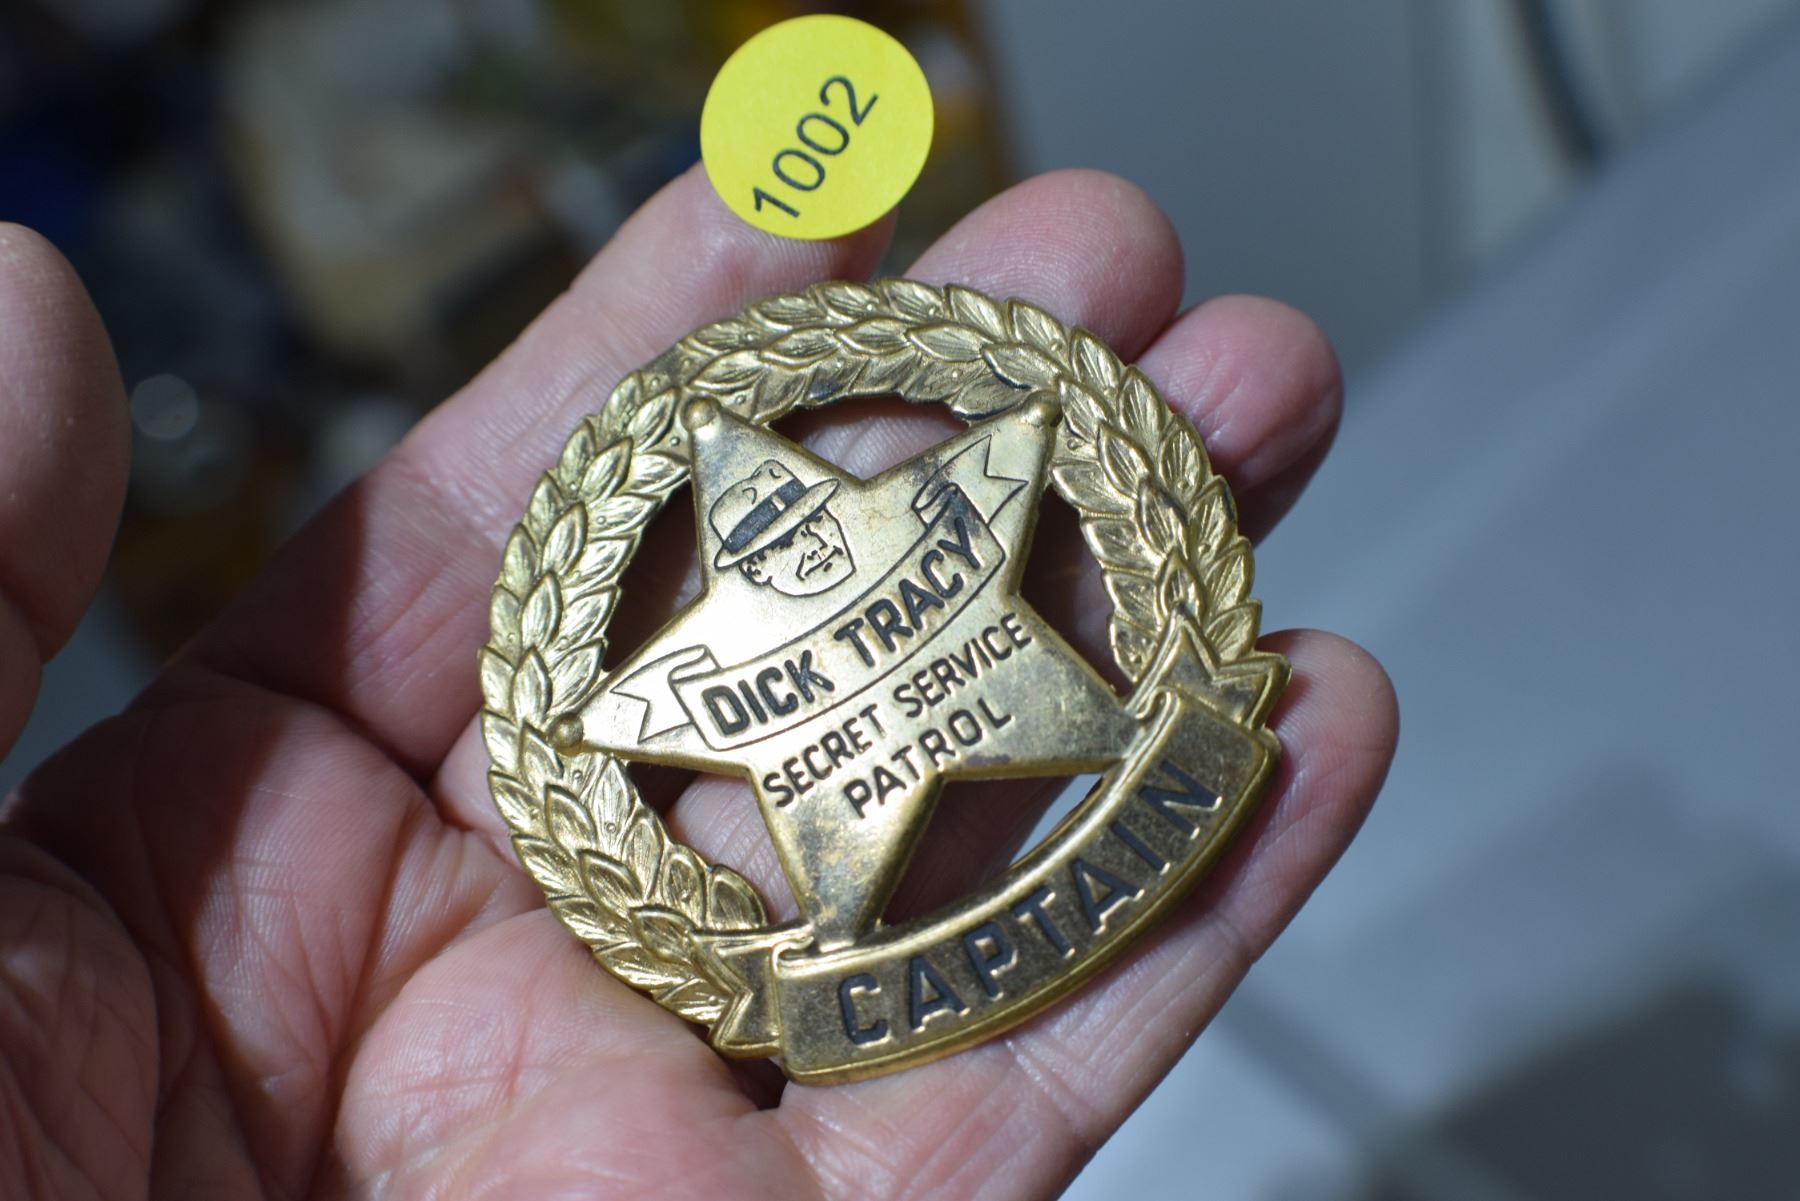 1002
DICK TRACY
SECRET SERVICE
PATROL
CAPTAIN